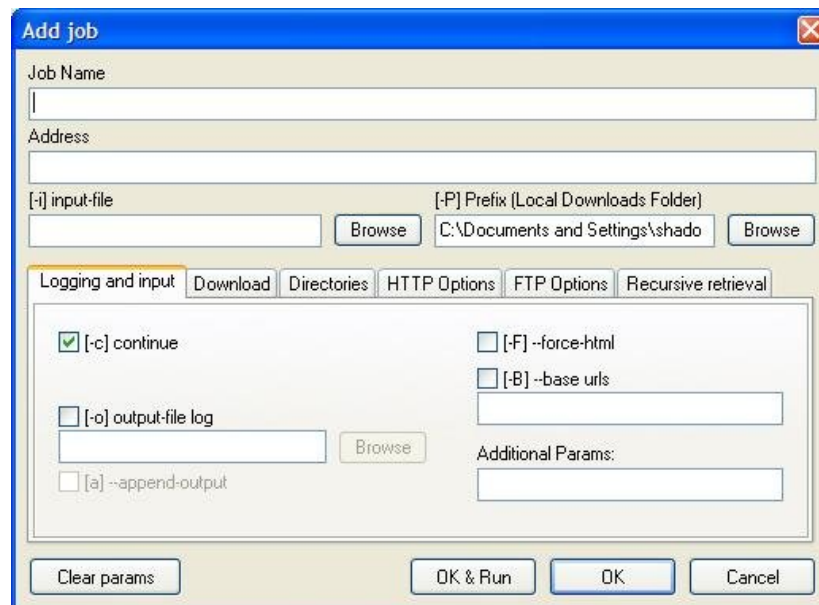 Add job
Job Name
Address
[-i] input-file [-P] Prefix (Local Downloads Folder)
Browse C:\Documents and Settings\shado Browse
Logging and input Download Directories HTTP Options FTP Options Recursive retrieval
[-c] continue [-F] --force-html
[-B] --base urls
[-o] output-file log
Browse Additional Params:
[a] --append-output
Clear params OK & Run OK Cancel